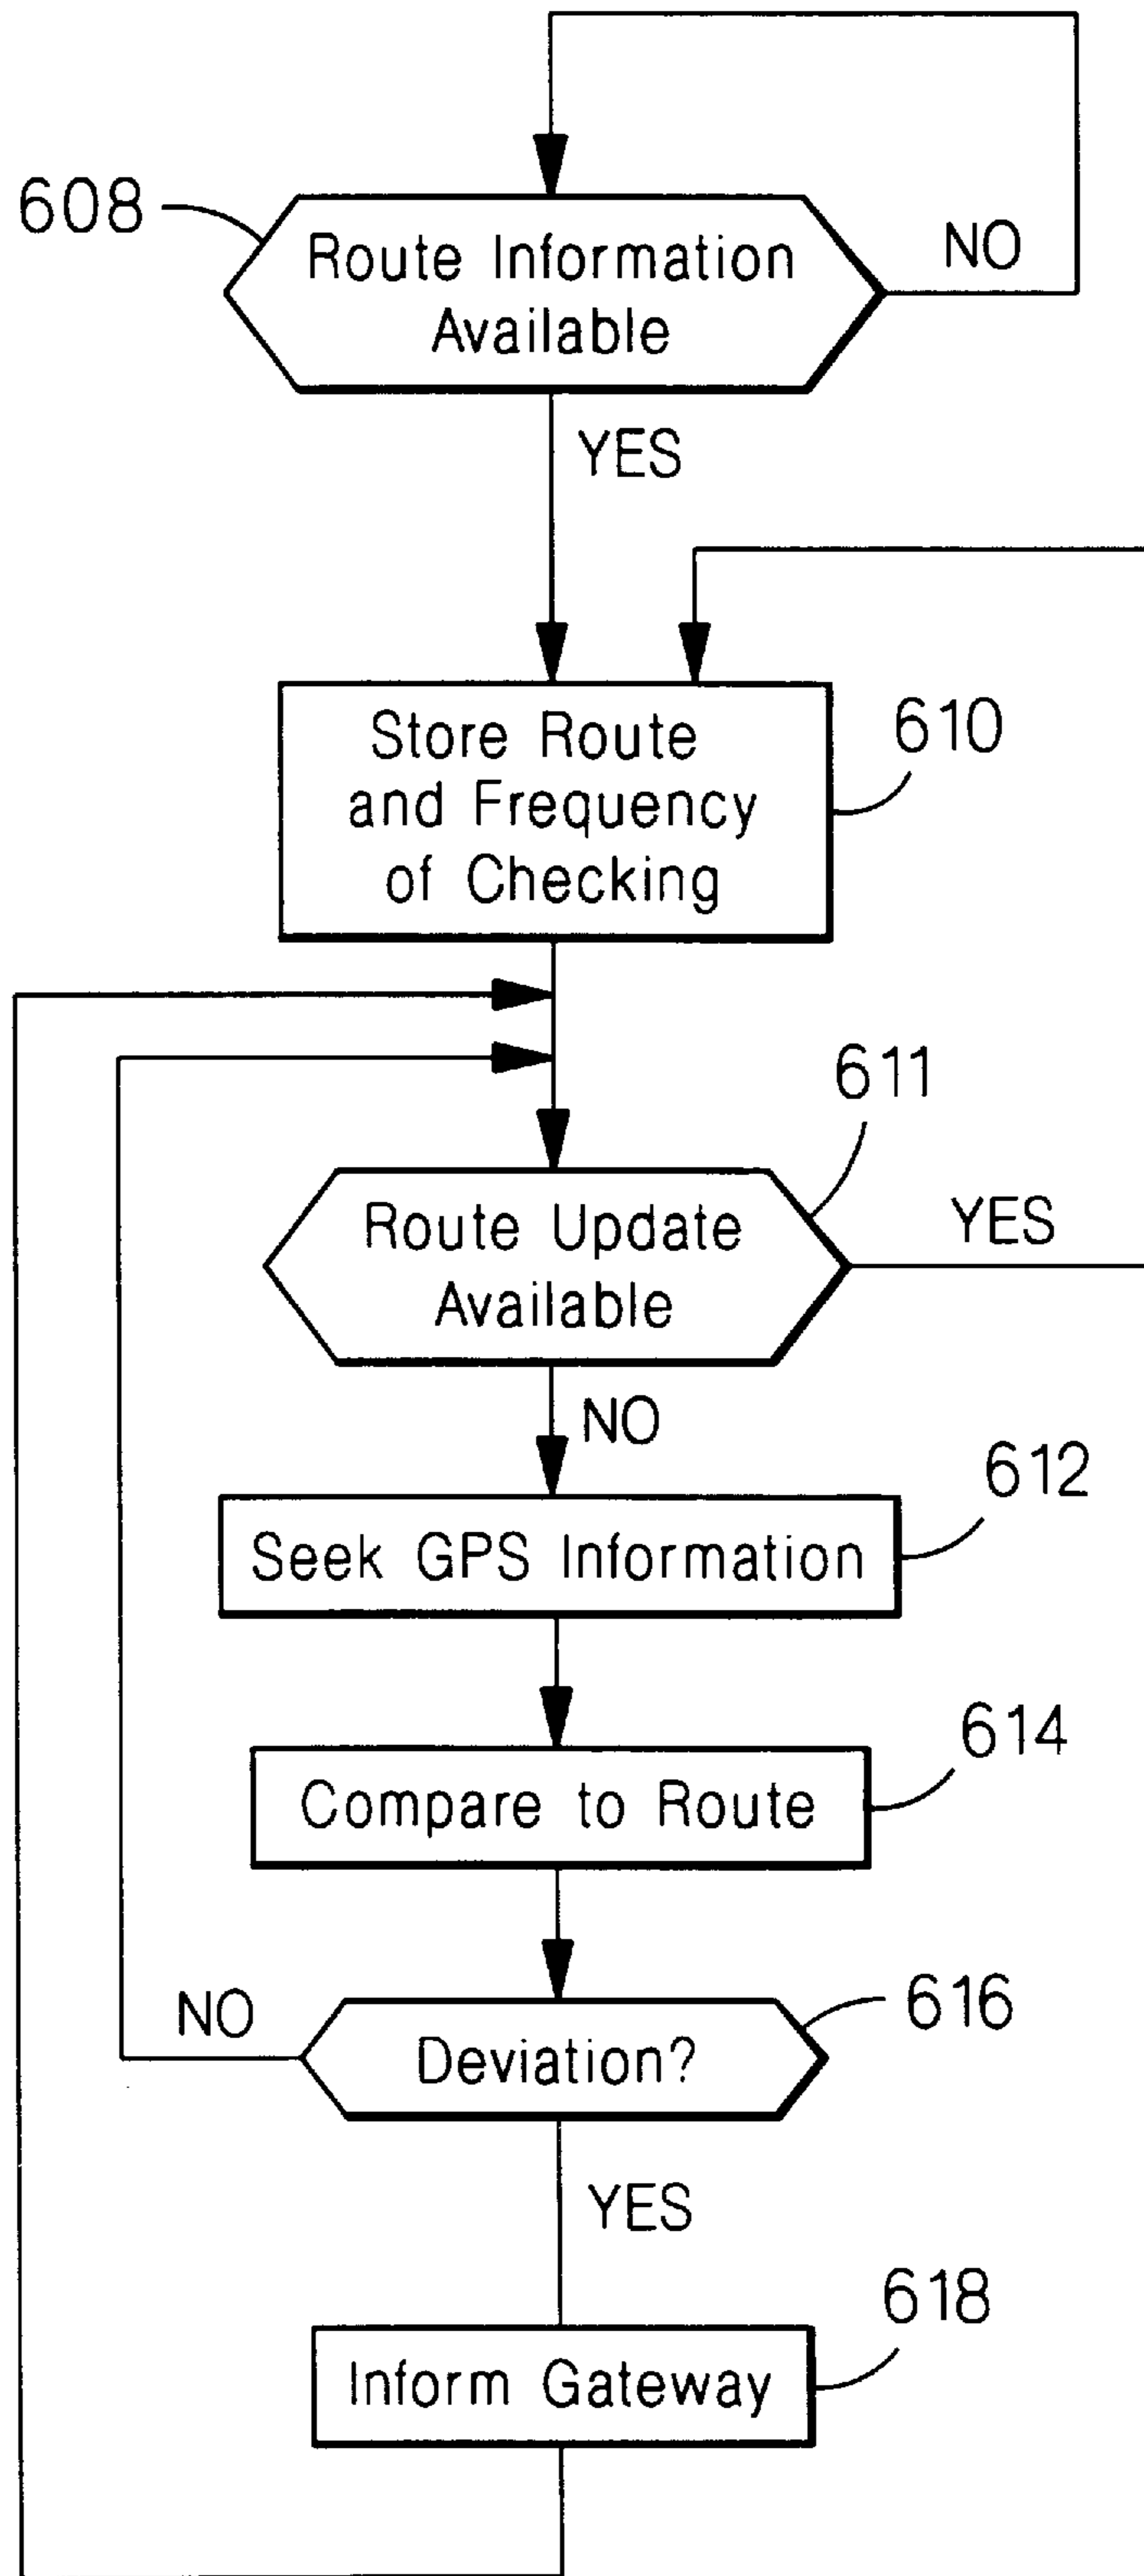 608
Route Information
Available
NO
YES
Store Route
and Frequency
of Checking
610
611
Route Update
Available
YES
NO
612
Seek GPS Information
614
Compare to Route
616
NO
Deviation?
YES
618
Inform Gateway